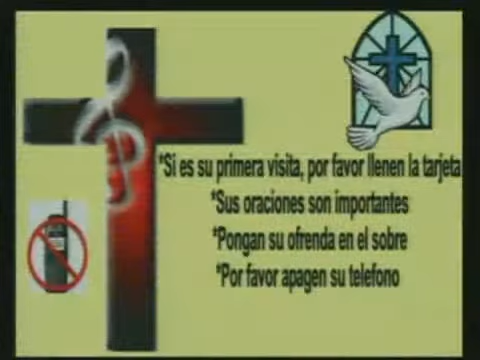 *Si es su primera visita, por favor llenen la tarjeta
*Sus oraciones son importantes
*Pongan su ofrenda en el sobre
*Por favor apagen su telefono